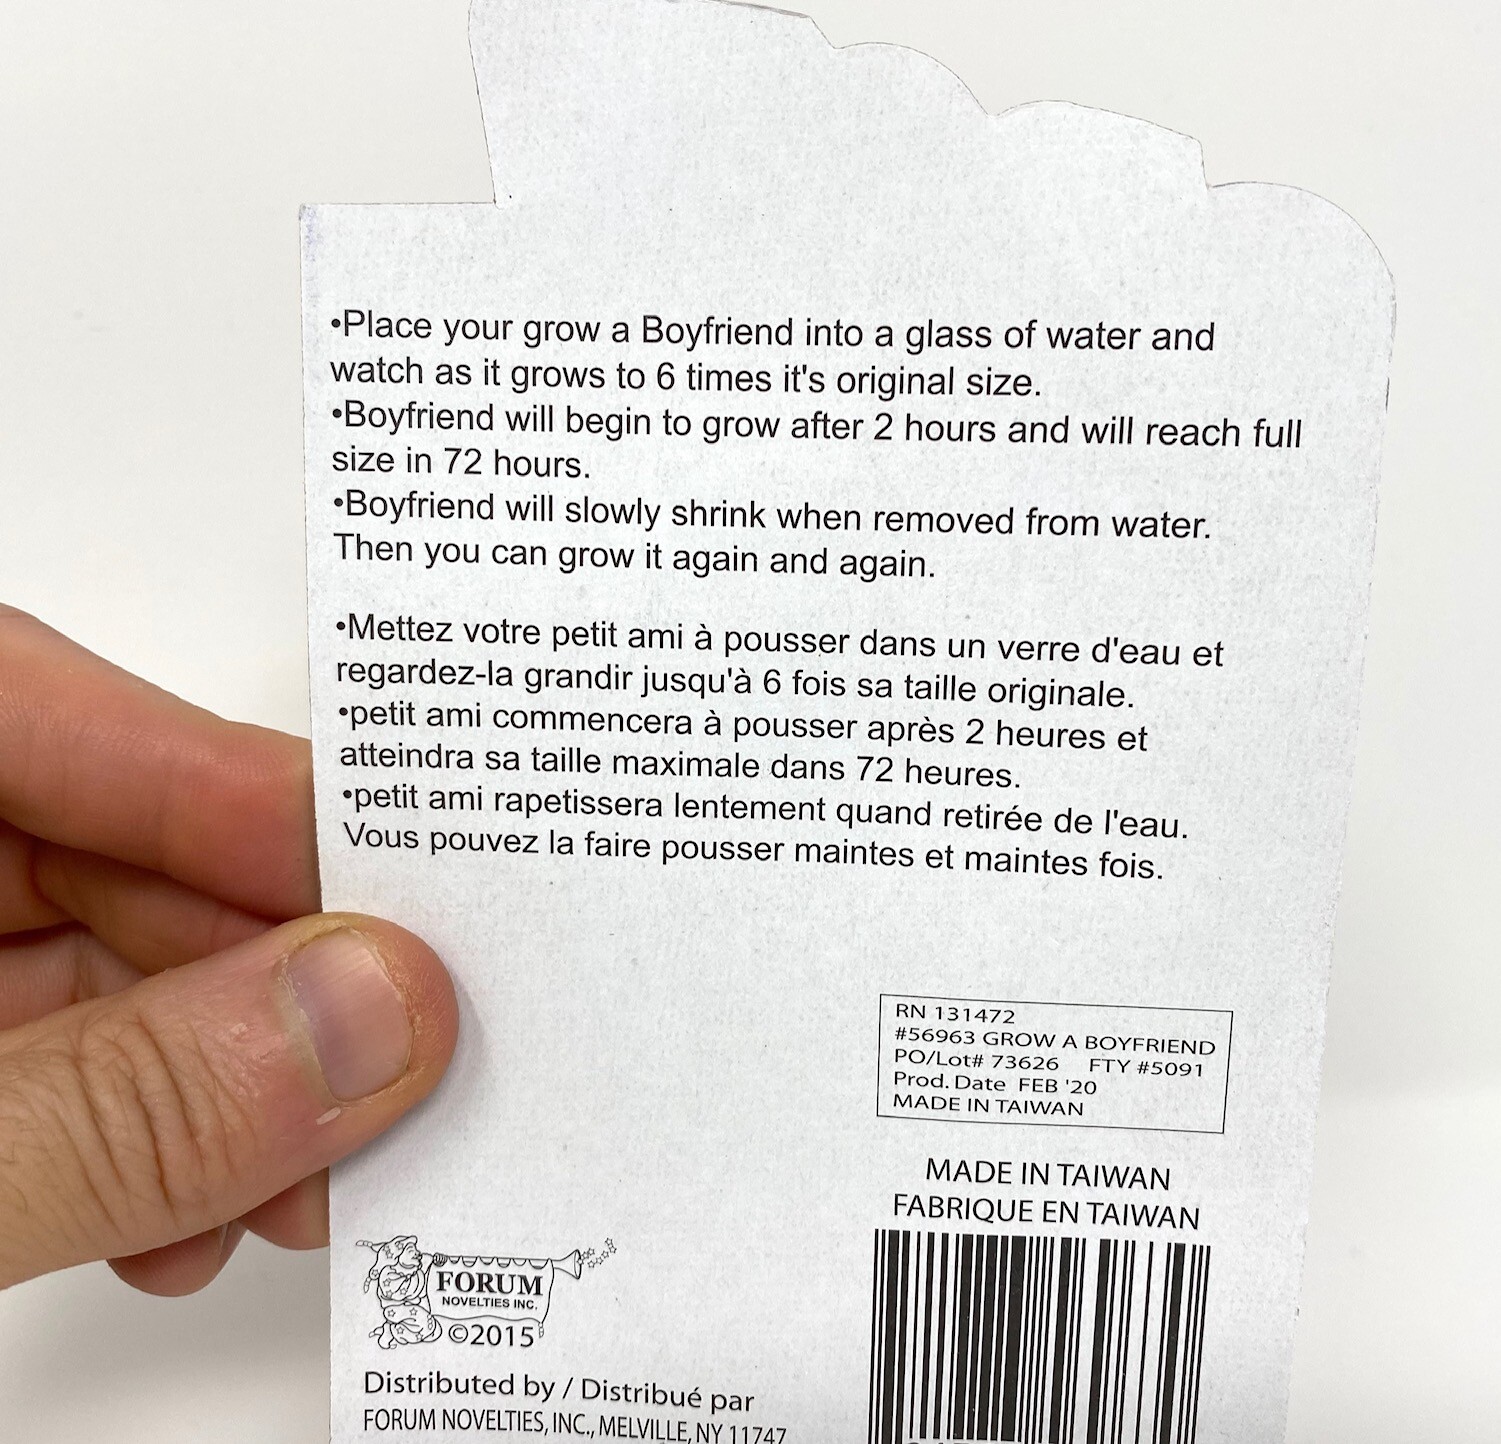 •Place your grow a Boyfriend into a glass of water and
watch as it grows to 6 times it's original size.
•Boyfriend will begin to grow after 2 hours and will reach full
size in 72 hours.
•Boyfriend will slowly shrink when removed from water.
Then you can grow it again and again.
•Mettez votre petit ami à pousser dans un verre d'eau et
regardez-la grandir jusqu'à 6 fois sa taille originale.
•petit ami commencera à pousser après 2 heures et
atteindra sa taille maximale dans 72 heures.
•petit ami rapetissera lentement quand retirée de l'eau.
Vous pouvez la faire pousser maintes et maintes fois.
RN 131472
#56963 GROW A BOYFRIEND
PO/Lot# 73626 FTY #5091
Prod. Date FEB '20
MADE IN TAIWAN
MADE IN TAIWAN
FABRIQUE EN TAIWAN
FORUM
NOVELTIES INC.
©2015
Distributed by / Distribué par
FORUM NOVELTIES, INC., MELVILLE, NY 11747